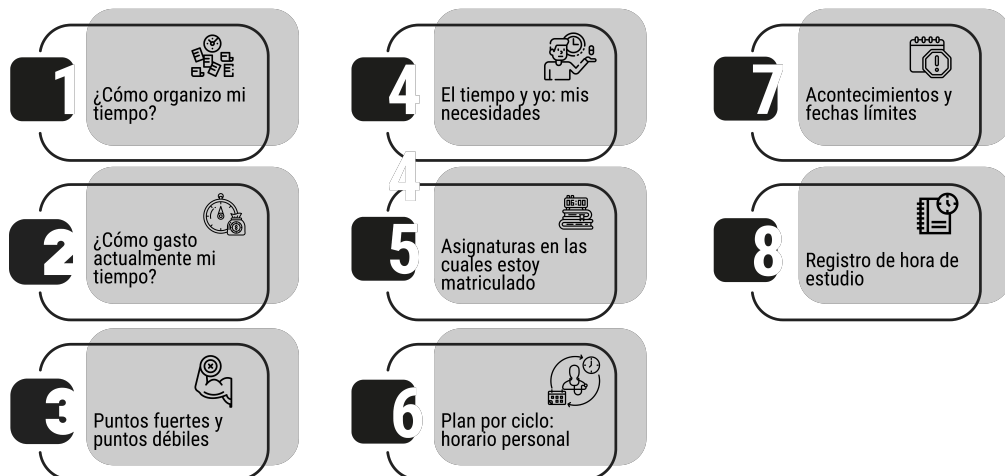 1
¿Cómo organizo mi
tiempo?
2
¿Cómo gasto
actualmente mi
tiempo?
3
Puntos fuertes y
puntos débiles
4
El tiempo y yo: mis
necesidades
4
5
06:00
Asignaturas en las
cuales estoy
matriculado
6
Plan por ciclo:
horario personal
7
Acontecimientos y
fechas límites
8
Registro de hora de
estudio